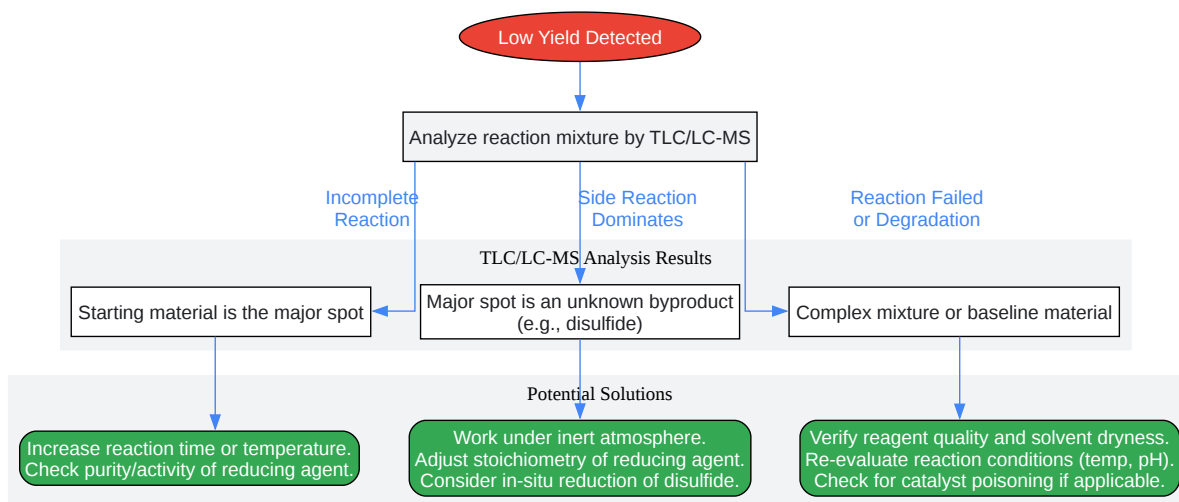 Low Yield Detected
Analyze reaction mixture by TLC/LC-MS
Incomplete
Reaction
Side Reaction
Dominates
Reaction Failed
or Degradation
TLC/LC-MS Analysis Results
Starting material is the major spot
Major spot is an unknown byproduct
(e.g., disulfide)
Complex mixture or baseline material
Potential Solutions
Increase reaction time or temperature.
Check purity/activity of reducing agent.
Work under inert atmosphere.
Adjust stoichiometry of reducing agent.
Consider in-situ reduction of disulfide.
Verify reagent quality and solvent dryness.
Re-evaluate reaction conditions (temp, pH).
Check for catalyst poisoning if applicable.